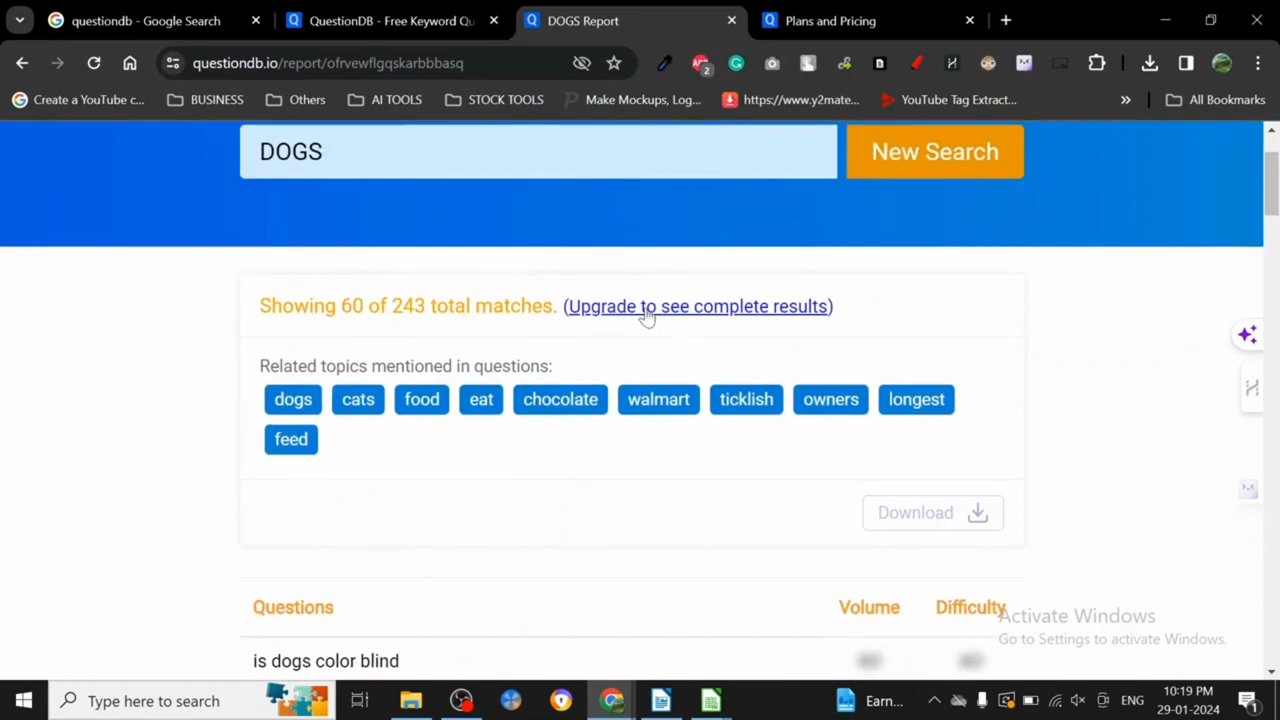 questiondb - Google Search
QuestionDB - Free Keyword Qu
DOGS Report
Plans and Pricing
questiondb.io/report/ofrvewflgqskarbbbasq
2
Create a YouTube c...
BUSINESS
Others
AI TOOLS
STOCK TOOLS
Make Mockups, Log...
https://www.y2mate...
YouTube Tag Extract...
All Bookmarks
DOGS
New Search
Showing 60 of 243 total matches. (Upgrade to see complete results)
Related topics mentioned in questions:
dogs cats food eat chocolate walmart ticklish owners longest
feed
Download
Questions Volume Difficulty
Activate Windows
Go to Settings to activate Windows.
is dogs color blind
Type here to search
Earn...
ENG
10:19 PM
29-01-2024
1